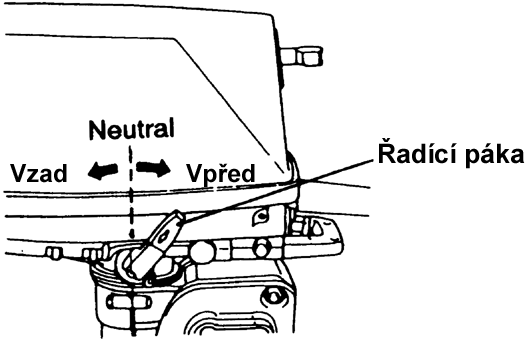 Neutral
Vzad
Vpřed
Řadící páka